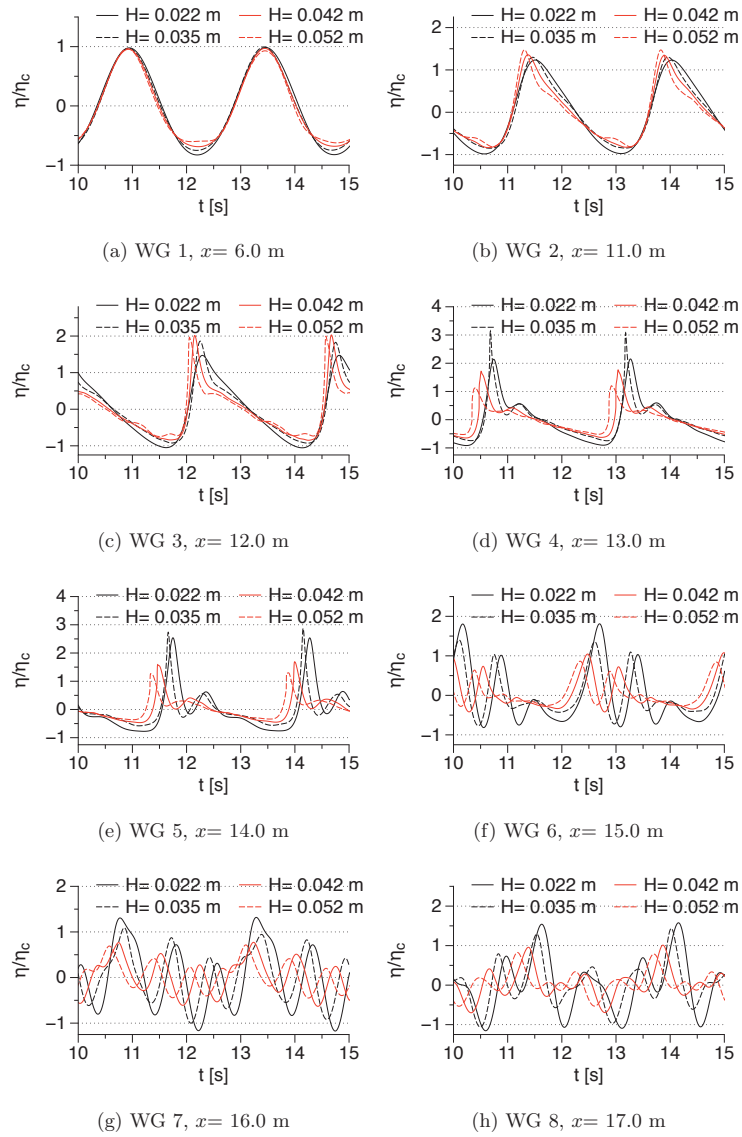 H= 0.022 m H= 0.042 m H= 0.022 m H= 0.042 m
H= 0.035 m H= 0.052 m H= 0.035 m H= 0.052 m
1
0
−1
η/ηc
10 11 12 13 14 15
t [s]
2
1
0
−1
η/ηc
10 11 12 13 14 15
t [s]
(a) WG 1, x= 6.0 m (b) WG 2, x= 11.0 m
H= 0.022 m H= 0.042 m H= 0.022 m H= 0.042 m
H= 0.035 m H= 0.052 m H= 0.035 m H= 0.052 m
2
1
0
−1
η/ηc
10 11 12 13 14 15
t [s]
4
3
2
1
0
−1
η/ηc
10 11 12 13 14 15
t [s]
(c) WG 3, x= 12.0 m (d) WG 4, x= 13.0 m
H= 0.022 m H= 0.042 m H= 0.022 m H= 0.042 m
H= 0.035 m H= 0.052 m H= 0.035 m H= 0.052 m
4
3
2
1
0
−1
η/ηc
10 11 12 13 14 15
t [s]
2
1
0
−1
η/ηc
10 11 12 13 14 15
t [s]
(e) WG 5, x= 14.0 m (f) WG 6, x= 15.0 m
H= 0.022 m H= 0.042 m H= 0.022 m H= 0.042 m
H= 0.035 m H= 0.052 m H= 0.035 m H= 0.052 m
2
1
0
−1
η/ηc
10 11 12 13 14 15
t [s]
2
1
0
−1
η/ηc
10 11 12 13 14 15
t [s]
(g) WG 7, x= 16.0 m (h) WG 8, x= 17.0 m